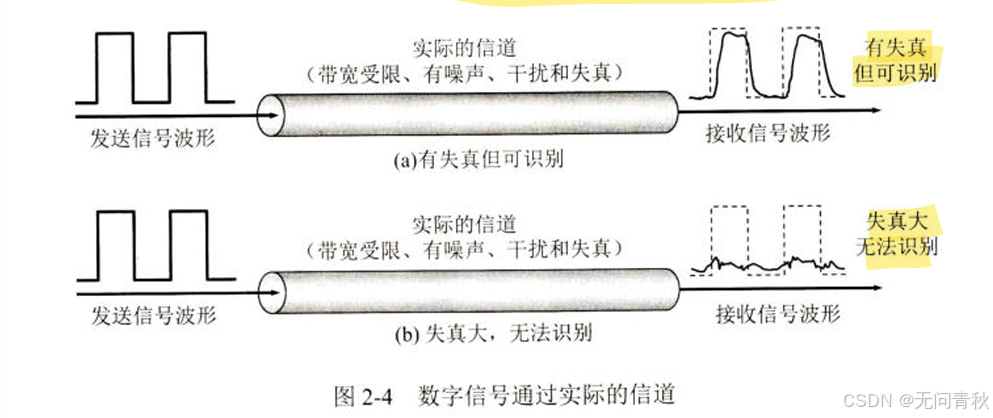 实际的信道
（带宽受限、有噪声、干扰和失真）
有失真
但可识别
发送信号波形
接收信号波形
(a)有失真但可识别
实际的信道
（带宽受限、有噪声、干扰和失真）
失真大
无法识别
发送信号波形
接收信号波形
(b) 失真大，无法识别
图 2-4 数字信号通过实际的信道
CSDN @无问青秋